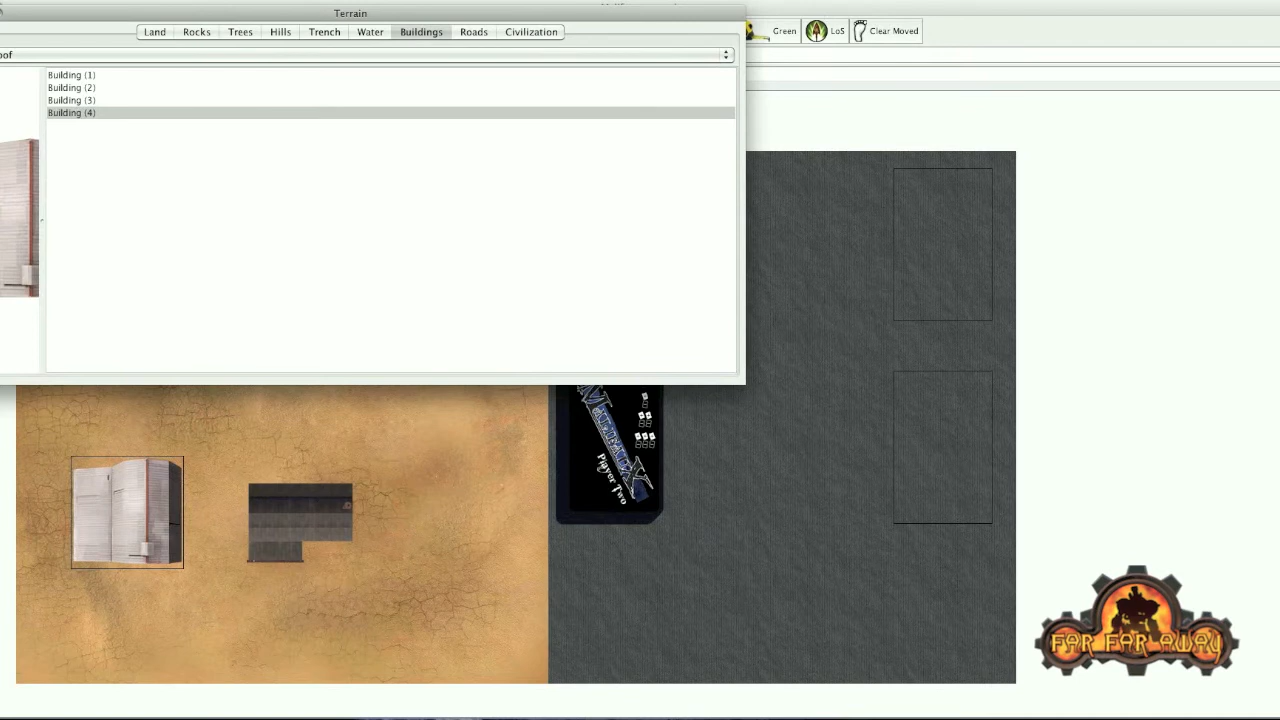 Terrain
Land Rocks Trees Hills Trench Water Buildings Roads Civilization
Green LoS Clear Moved
oof
Building (1)
Building (2)
Building (3)
Building (4)
MALIFAUX
Player Two
FAR FAR AWAY